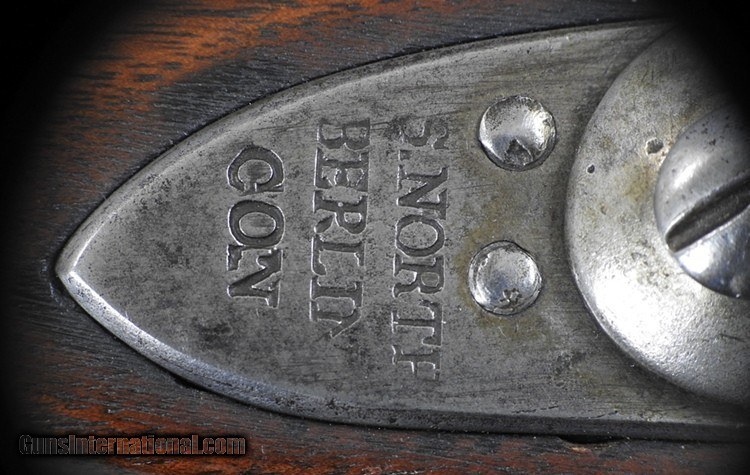 S. NORTH
BERLIN
CON
GunsInternational.com